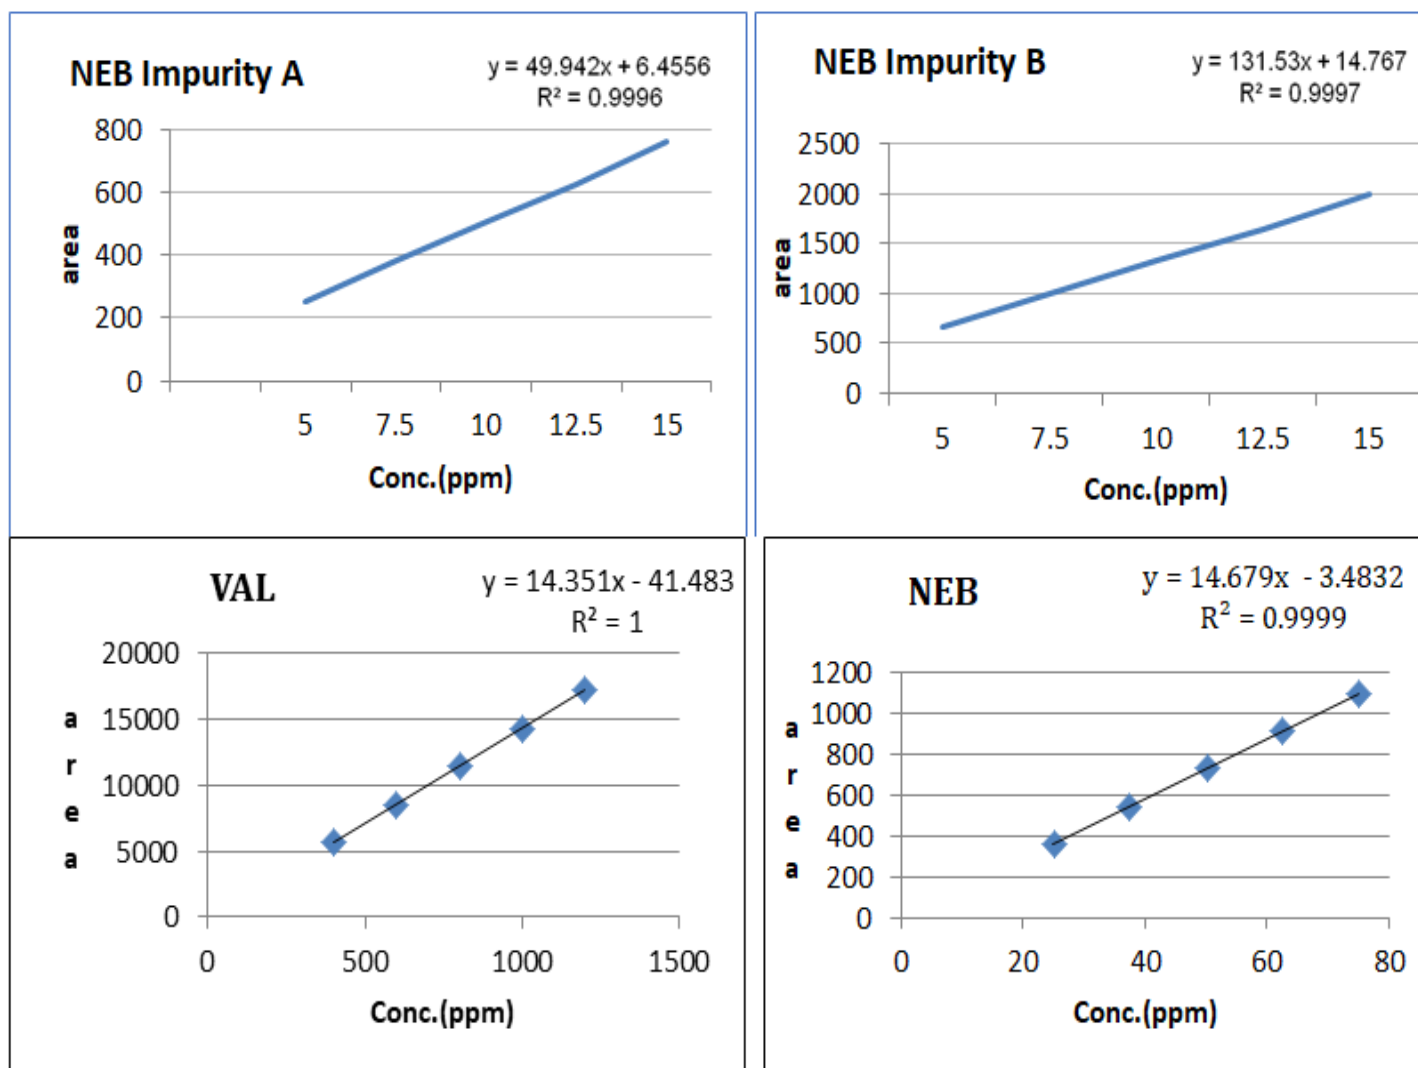 NEB Impurity A
y = 49.942x + 6.4556
R² = 0.9996
800
600
400
200
0
area
5 7.5 10 12.5 15
Conc.(ppm)
NEB Impurity B
y = 131.53x + 14.767
R² = 0.9997
2500
2000
1500
1000
500
0
area
5 7.5 10 12.5 15
Conc.(ppm)
VAL
y = 14.351x - 41.483
R² = 1
20000
15000
10000
5000
0
area
0 500 1000 1500
Conc.(ppm)
NEB
y = 14.679x - 3.4832
R² = 0.9999
1200
1000
800
600
400
200
0
area
0 20 40 60 80
Conc.(ppm)